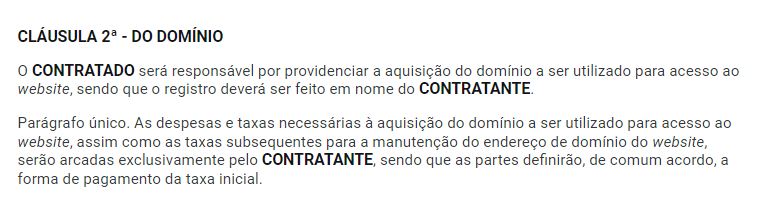 CLÁUSULA 2ª - DO DOMÍNIO
O CONTRATADO será responsável por providenciar a aquisição do domínio a ser utilizado para acesso ao
website, sendo que o registro deverá ser feito em nome do CONTRATANTE.
Parágrafo único. As despesas e taxas necessárias à aquisição do domínio a ser utilizado para acesso ao
website, assim como as taxas subsequentes para a manutenção do endereço de domínio do website,
serão arcadas exclusivamente pelo CONTRATANTE, sendo que as partes definirão, de comum acordo, a
forma de pagamento da taxa inicial.